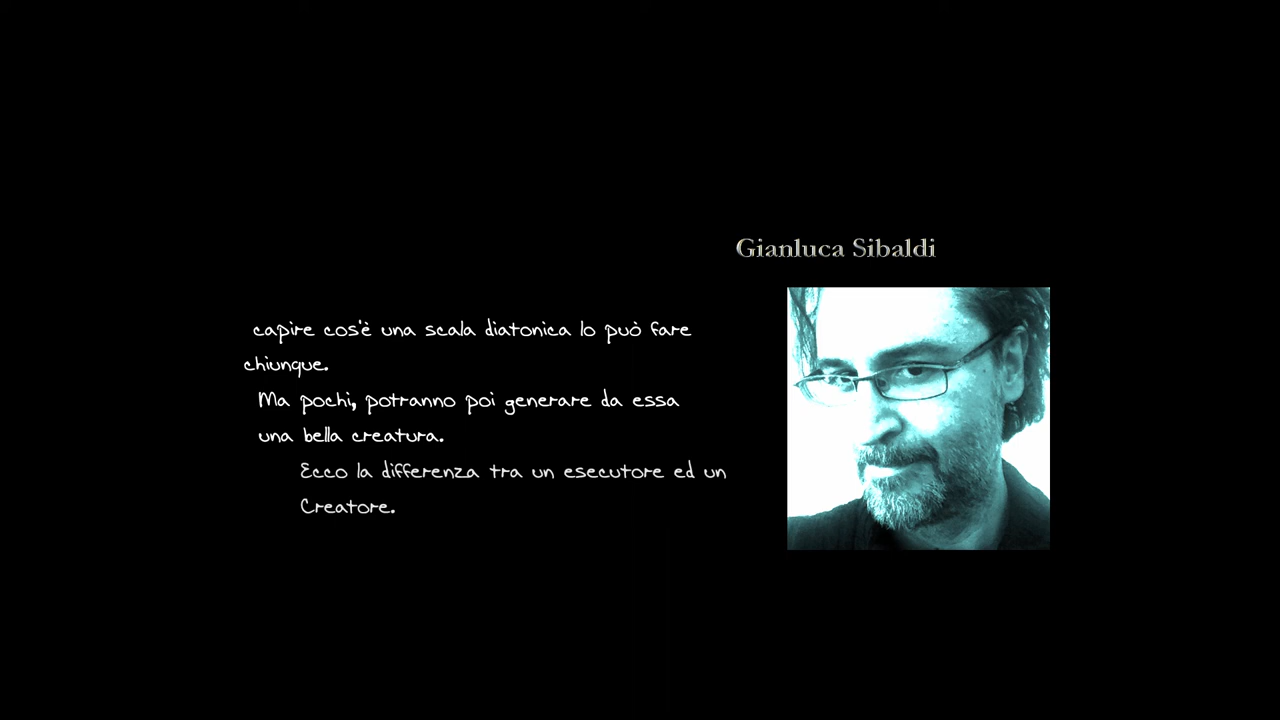 Gianluca Sibaldi
capire cos'è una scala diatonica lo può fare
chiunque.
Ma pochi, potranno poi generare da essa
una bella creatura.
Ecco la differenza tra un esecutore ed un
Creatore.